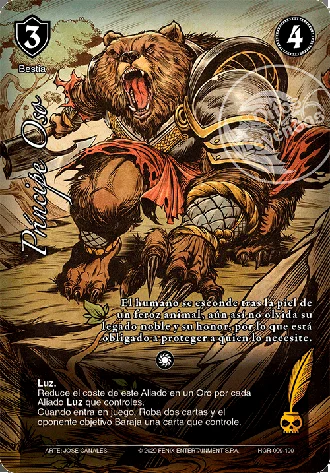 3
4
Bestia
Príncipe Oso
El humano se esconde tras la piel de
un feroz animal, aún así no olvida su
legado noble y su honor, por lo que está
obligado a proteger a quien lo necesite.
Luz.
Reduce el coste de este Aliado en un Oro por cada
Aliado Luz que controles.
Cuando entra en juego, Roba dos cartas y el
oponente objetivo Baraja una carta que controle.
ARTE: JOSE CANALES
FENIX ENTERTAINMENT S.P.A.